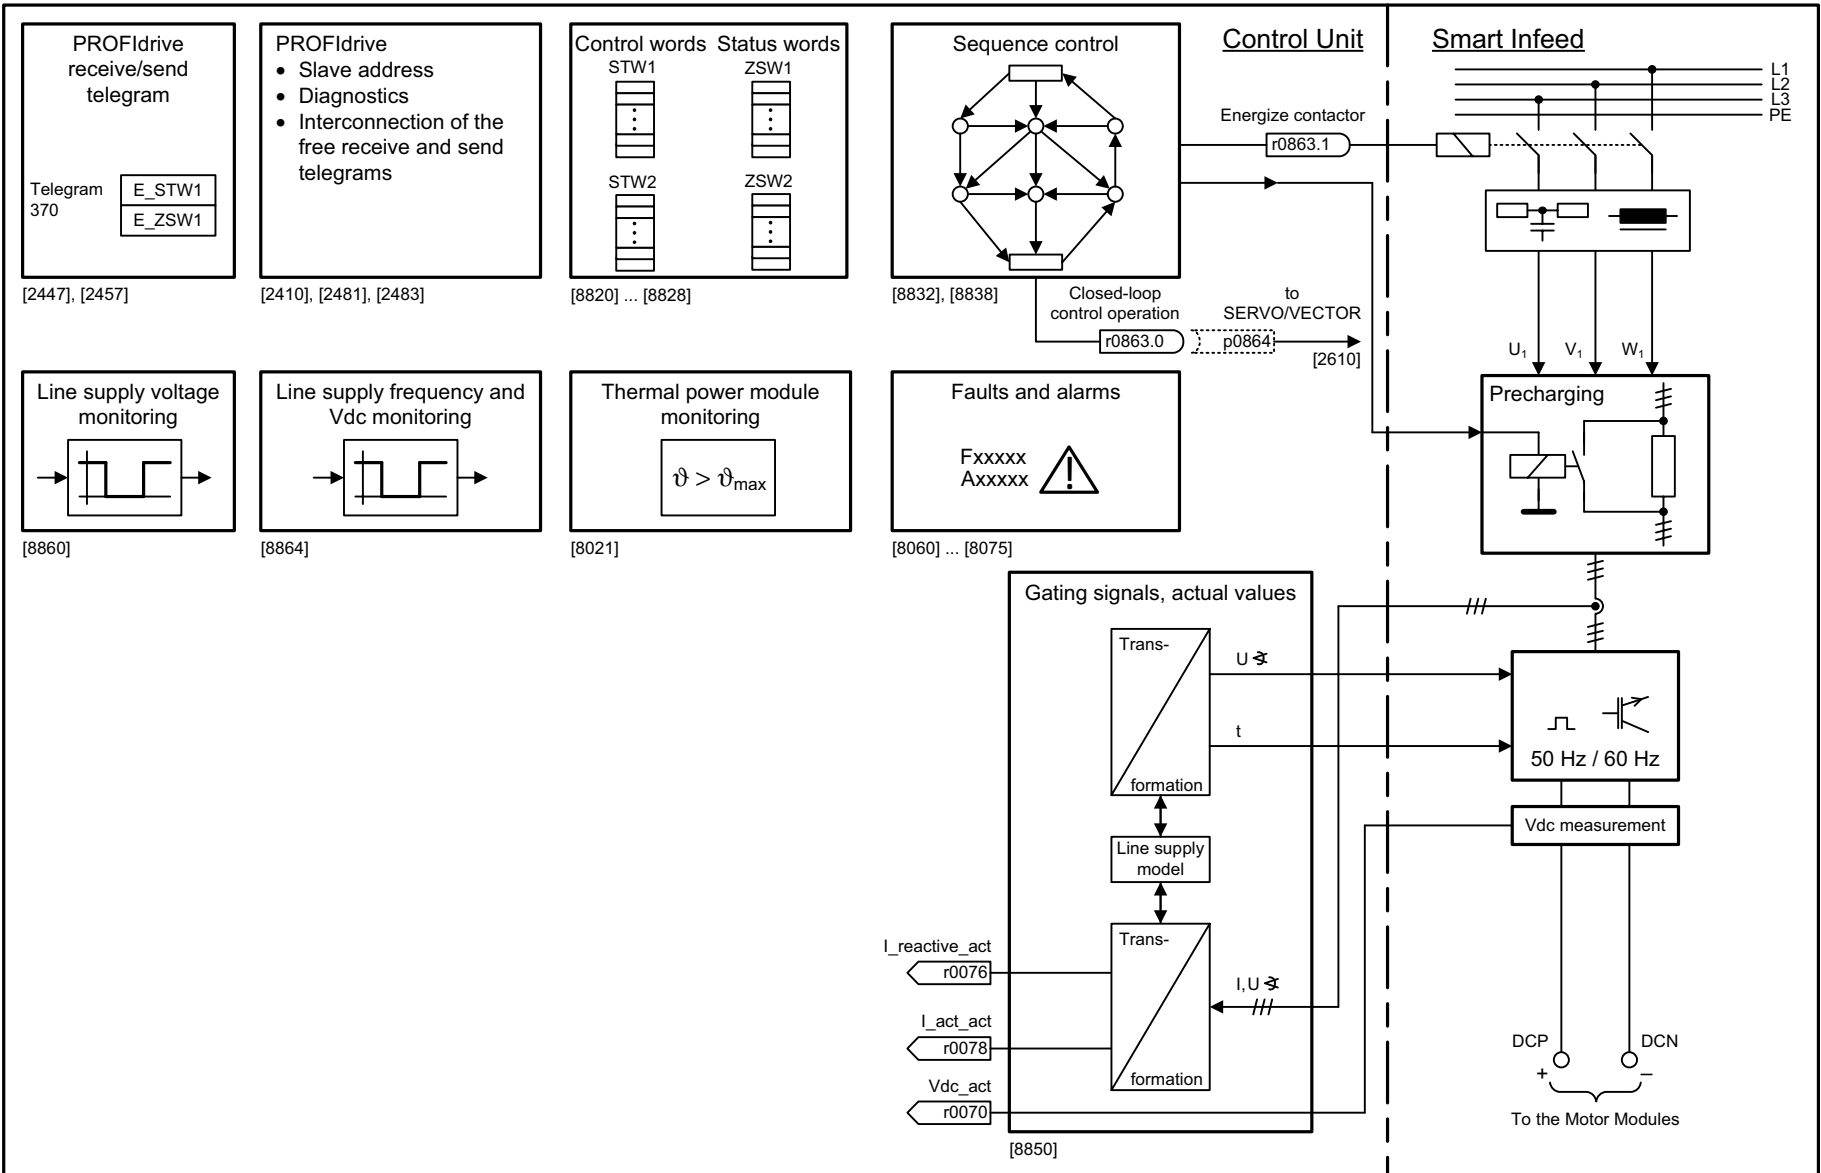 PROFIdrive
receive/send
telegram
Telegram
370
E_STW1
E_ZSW1
[2447], [2457]
PROFIdrive
• Slave address
• Diagnostics
• Interconnection of the
free receive and send
telegrams
[2410], [2481], [2483]
Control words Status words
STW1 ZSW1
STW2 ZSW2
[8820] ... [8828]
Sequence control
[8832], [8838]
Control Unit
Smart Infeed
L1
L2
L3
PE
Energize contactor
r0863.1
Closed-loop
control operation
r0863.0
to
SERVO/VECTOR
p0864
[2610]
U1 V1 W1
Precharging
Line supply voltage
monitoring
[8860]
Line supply frequency and
Vdc monitoring
[8864]
Thermal power module
monitoring
ϑ > ϑmax
[8021]
Faults and alarms
Fxxxxx
Axxxxx
!
[8060] ... [8075]
Gating signals, actual values
Trans-
formation
U ∢
t
50 Hz / 60 Hz
Vdc measurement
Line supply
model
Trans-
formation
I,U ∢
I_reactive_act
r0076
I_act_act
r0078
Vdc_act
r0070
[8850]
DCP DCN
+ –
To the Motor Modules